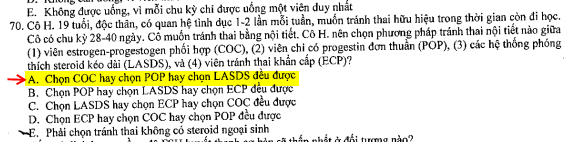 E. Không được uống, vì mỗi chu kỳ chỉ được uống một viên duy nhất
70. Cô H. 19 tuổi, độc thân, có quan hệ tình dục 1-2 lần mỗi tuần, muốn tránh thai hữu hiệu trong thời gian còn đi học.
Cô có chu kỳ 28-40 ngày. Cô muốn tránh thai bằng nội tiết. Cô H. nên chọn phương pháp tránh thai nội tiết nào giữa
(1) viên estrogen-progestogen phối hợp (COC), (2) viên chỉ có progestin đơn thuần (POP), (3) các hệ thống phóng
thích steroid kéo dài (LASDS), và (4) viên tránh thai khẩn cấp (ECP)?
A. Chọn COC hay chọn POP hay chọn LASDS đều được
B. Chọn POP hay chọn LASDS hay chọn ECP đều được
C. Chọn LASDS hay chọn ECP hay chọn COC đều được
D. Chọn ECP hay chọn COC hay chọn POP đều được
E. Phải chọn tránh thai không có steroid ngoại sinh
thấp nhất ở đối tượng nào?